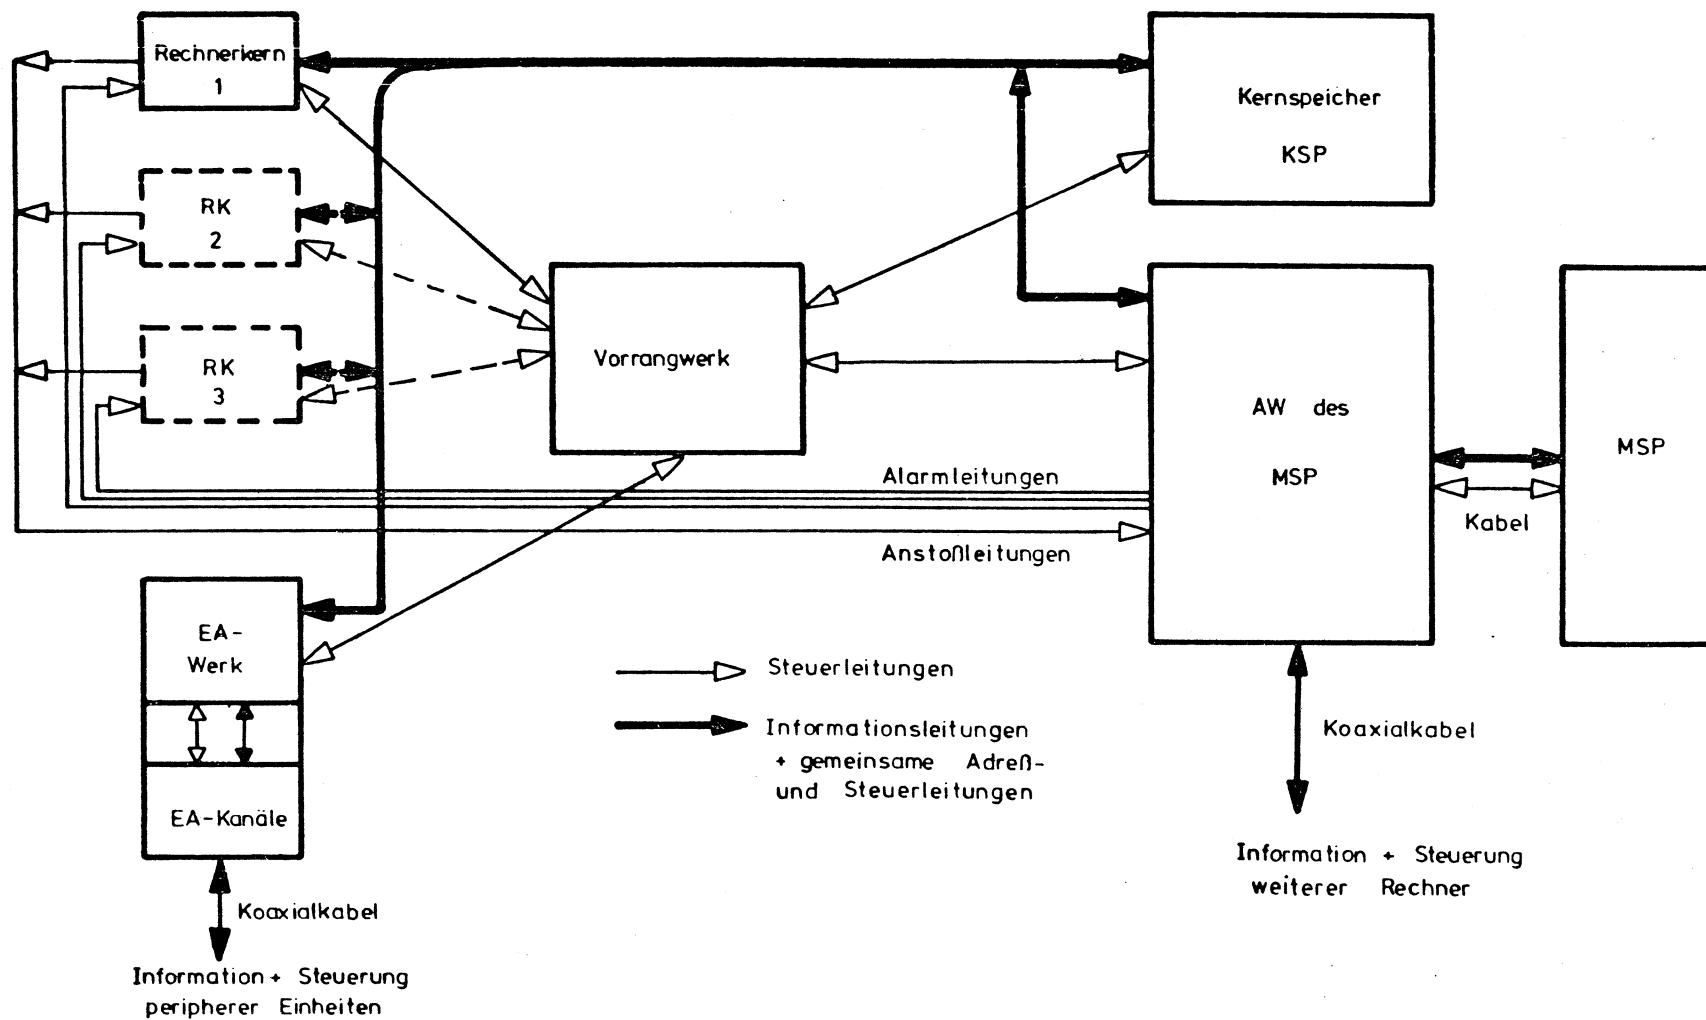 Rechnerkern
1
RK
2
RK
3
Kernspeicher
KSP
Vorrangwerk
AW des
MSP
MSP
Kabel
Alarmleitungen
Anstoßleitungen
EA-
Werk
EA-Kanäle
Koaxialkabel
Information + Steuerung
peripherer Einheiten
Steuerleitungen
Informationsleitungen
+ gemeinsame Adreß-
und Steuerleitungen
Koaxialkabel
Information + Steuerung
weiterer Rechner